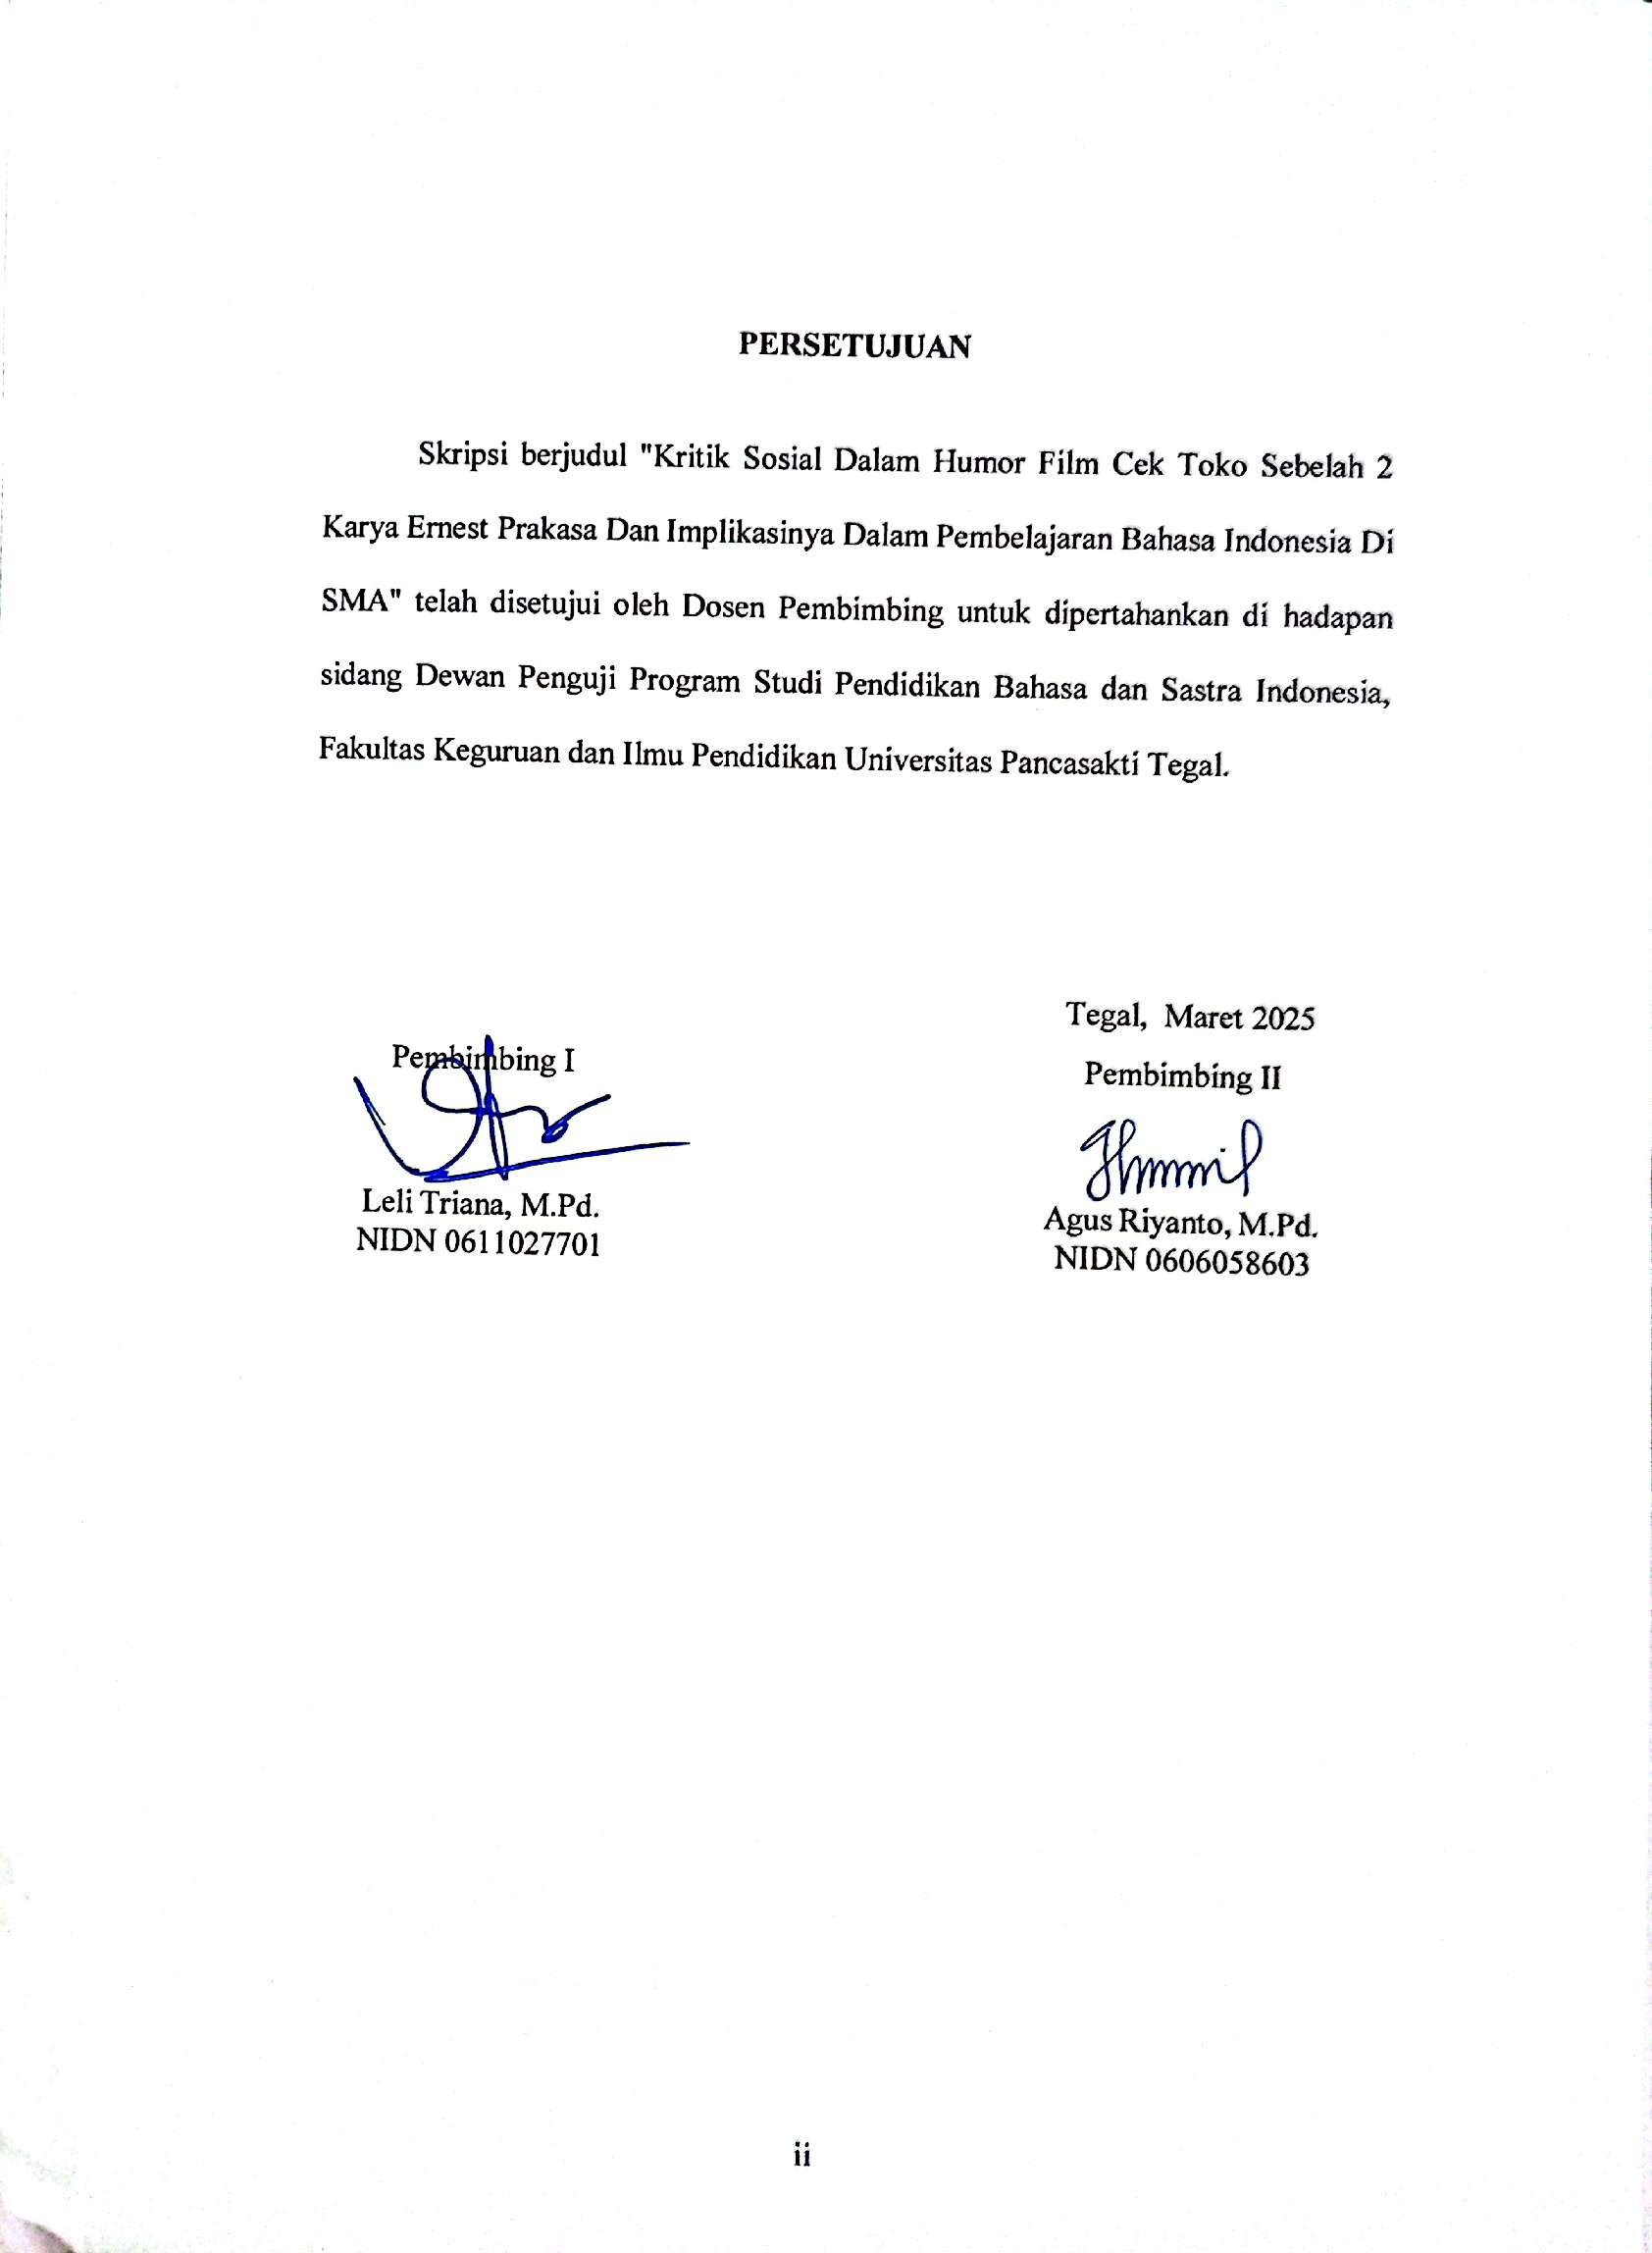 PERSETUJUAN
Skripsi berjudul "Kritik Sosial Dalam Humor Film Cek Toko Sebelah 2
Karya Ernest Prakasa Dan Implikasinya Dalam Pembelajaran Bahasa Indonesia Di
SMA" telah disetujui oleh Dosen Pembimbing untuk dipertahankan di hadapan
sidang Dewan Penguji Program Studi Pendidikan Bahasa dan Sastra Indonesia,
Fakultas Keguruan dan Ilmu Pendidikan Universitas Pancasakti Tegal.
Tegal, Maret 2025
Pembimbing I
Leli Triana, M.Pd.
NIDN 0611027701
Pembimbing II
Agus Riyanto, M.Pd.
NIDN 0606058603
ii